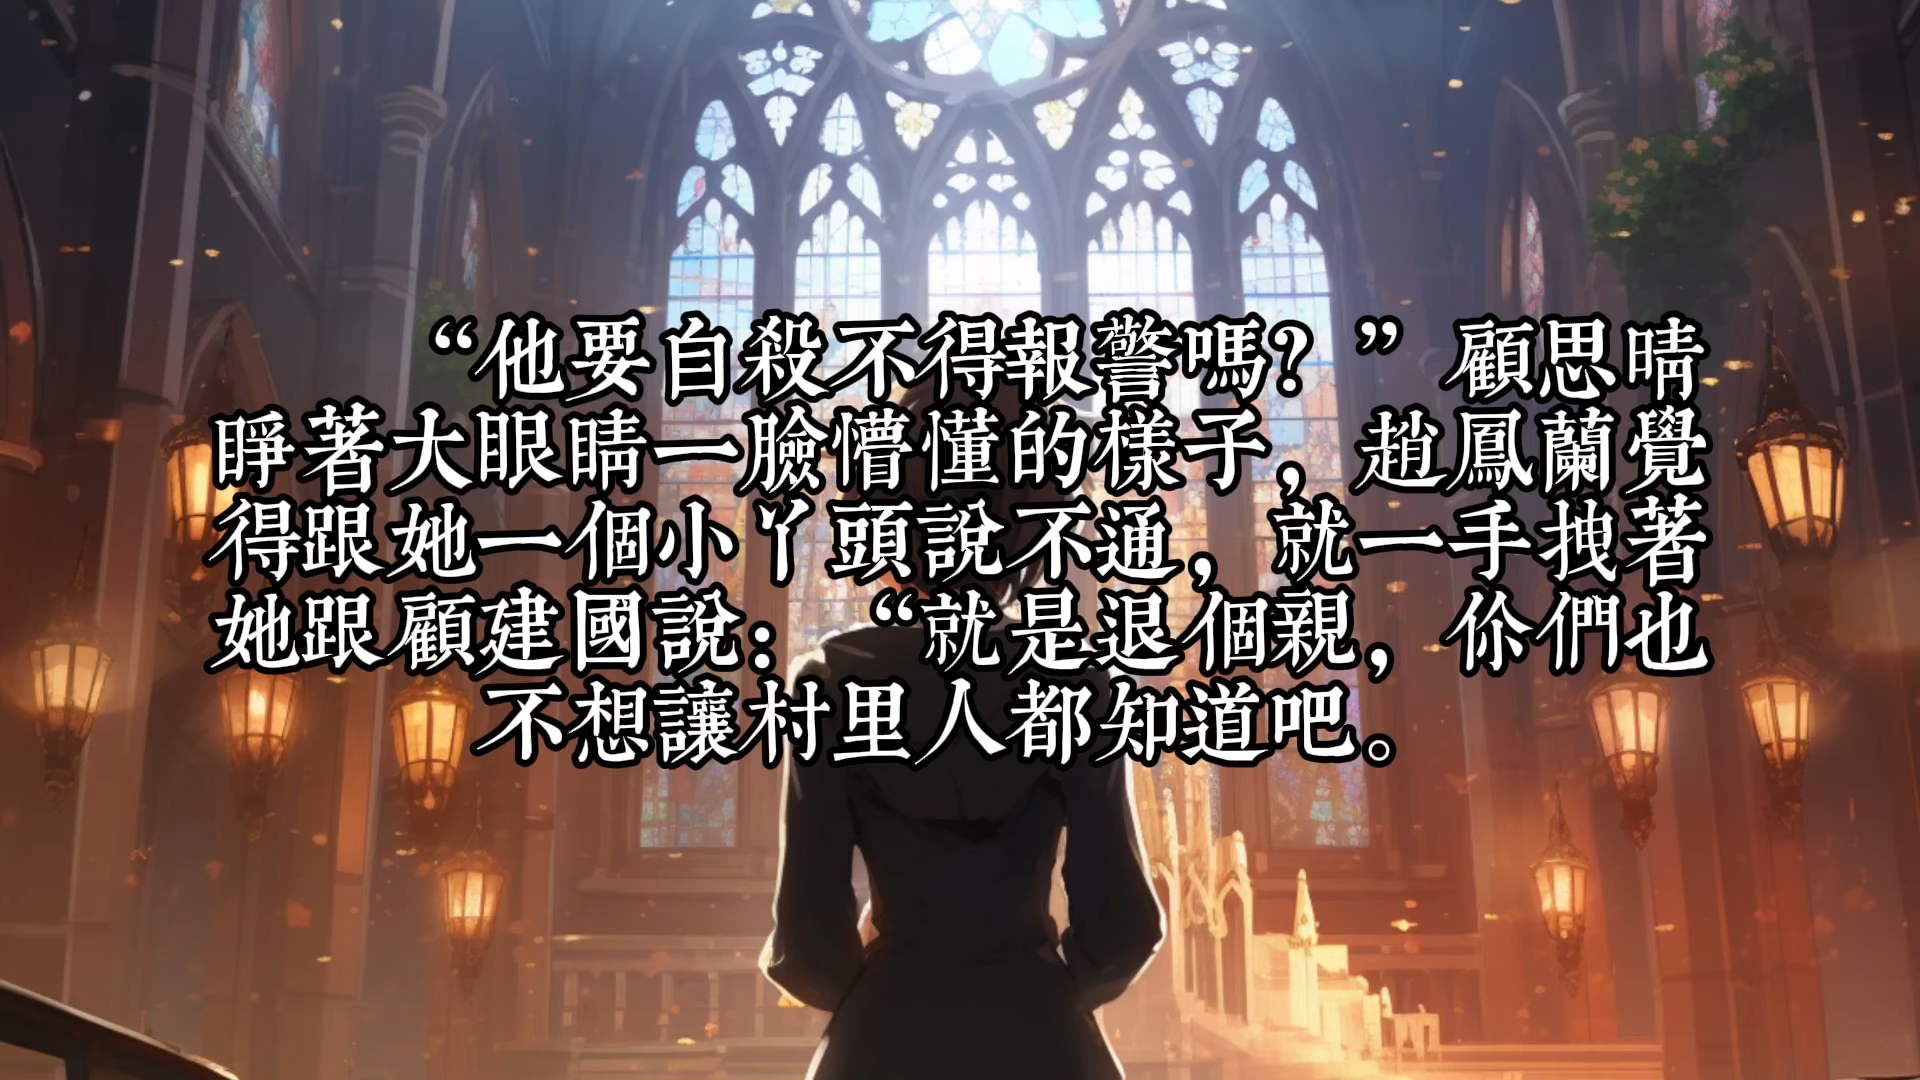 “他要自殺不得報警嗎？”顧思晴
睜著大眼睛一臉懵懂的樣子，趙鳳蘭覺
得跟她一個小丫頭說不通，就一手拽著
她跟顧建國說：“就是退個親，你們也
不想讓村里人都知道吧。